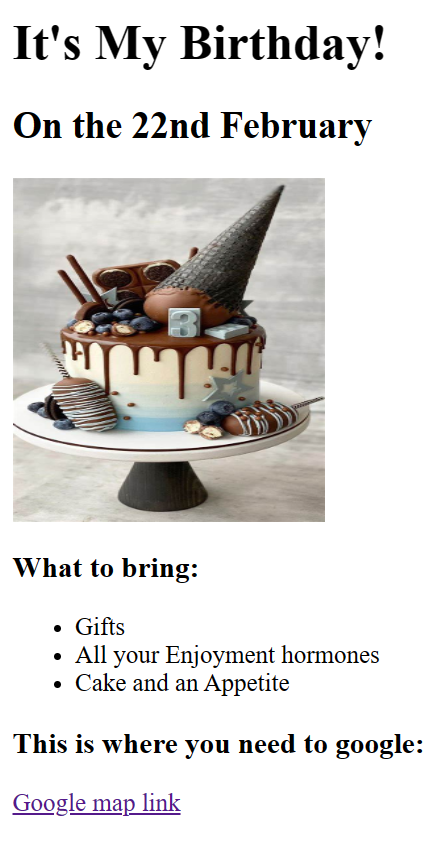 It's My Birthday!
On the 22nd February
3
What to bring:
Gifts
All your Enjoyment hormones
Cake and an Appetite
This is where you need to google:
Google map link